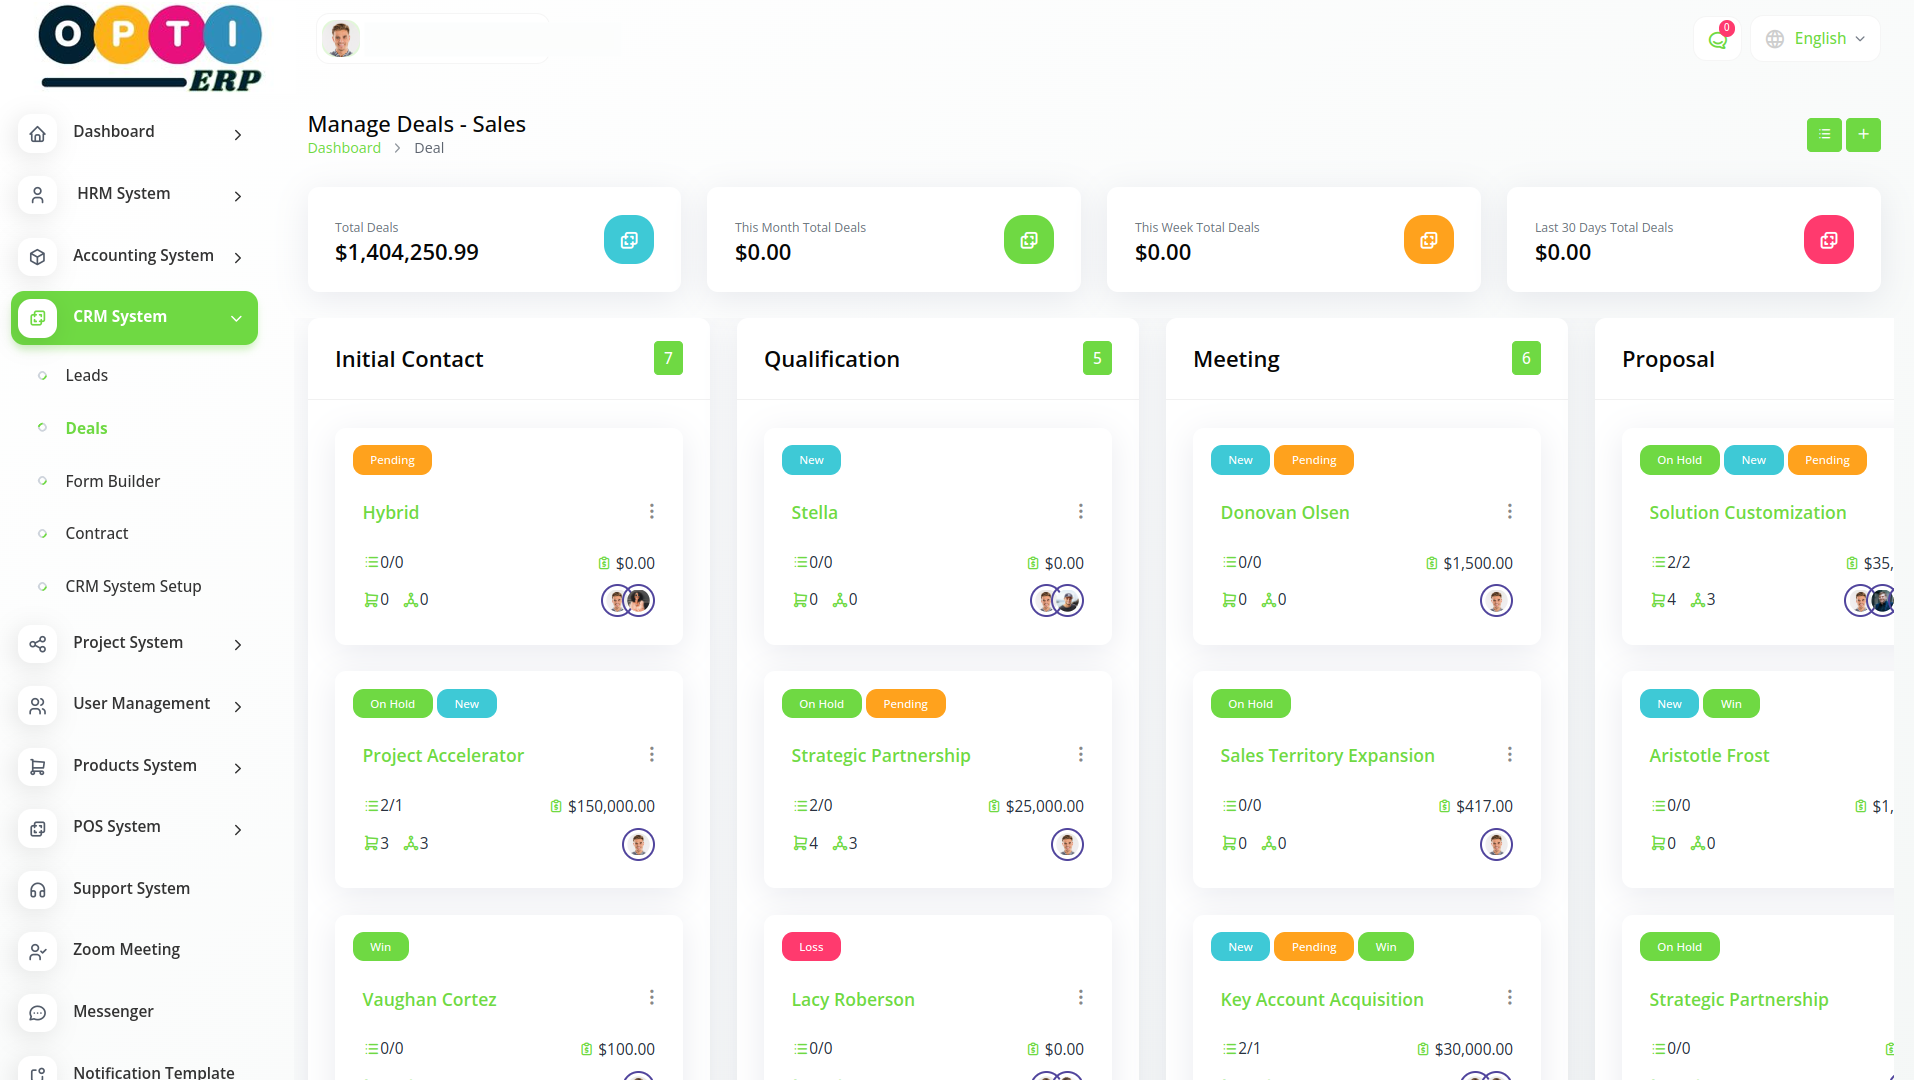 OPTI
ERP
0
English
Dashboard
HRM System
Accounting System
CRM System
Leads
Deals
Form Builder
Contract
CRM System Setup
Project System
User Management
Products System
POS System
Support System
Zoom Meeting
Messenger
Notification Template
Manage Deals - Sales
Dashboard > Deal
Total Deals
$1,404,250.99
This Month Total Deals
$0.00
This Week Total Deals
$0.00
Last 30 Days Total Deals
$0.00
Initial Contact 7
Pending
Hybrid
0/0 $0.00
0 0
On Hold New
Project Accelerator
2/1 $150,000.00
3 3
Win
Vaughan Cortez
0/0 $100.00
Qualification 5
New
Stella
0/0 $0.00
0 0
On Hold Pending
Strategic Partnership
2/0 $25,000.00
4 3
Loss
Lacy Roberson
0/0 $0.00
Meeting 6
New Pending
Donovan Olsen
0/0 $1,500.00
0 0
On Hold
Sales Territory Expansion
0/0 $417.00
0 0
New Pending Win
Key Account Acquisition
2/1 $30,000.00
Proposal
On Hold New Pending
Solution Customization
2/2 $35,
4 3
New Win
Aristotle Frost
0/0 $1,
0 0
On Hold
Strategic Partnership
0/0